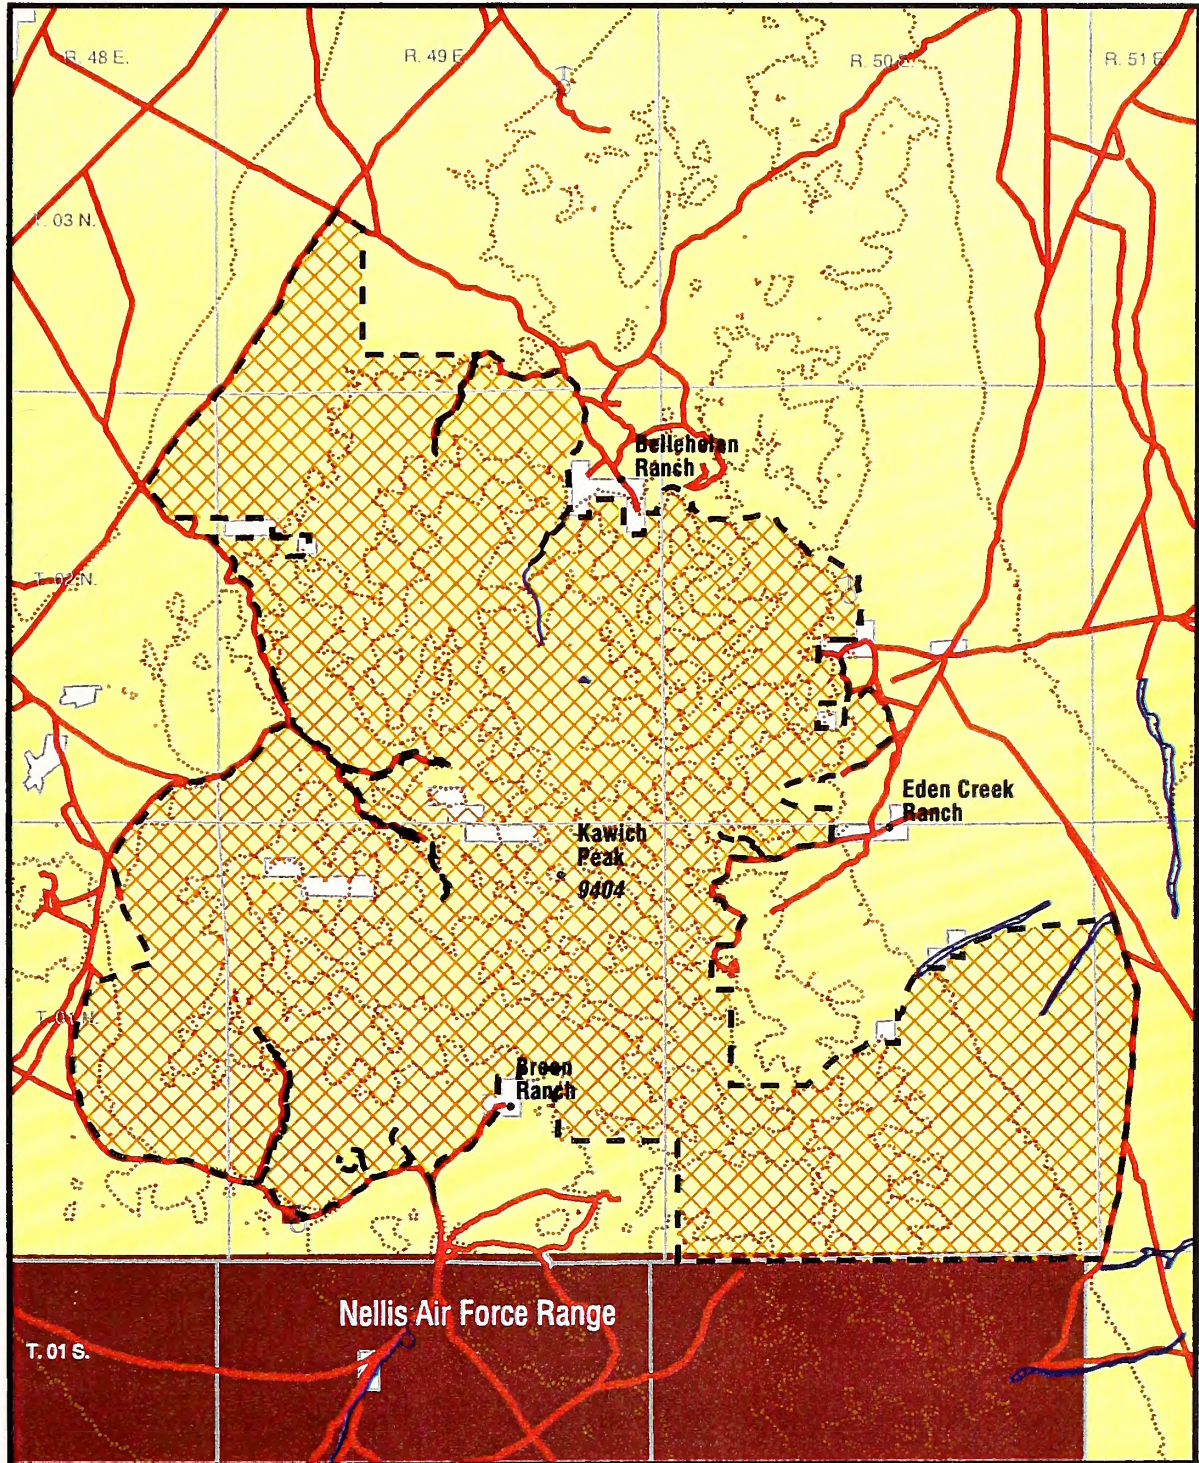 R. 48 E.
R. 49 E.
R. 50 E.
R. 51 E.
T. 03 N.
Bellehelen
Ranch
T. 02 N.
Eden Creek
Ranch
Kawich
Peak
9404
T. 01 N.
Breen
Ranch
Nellis Air Force Range
T. 01 S.